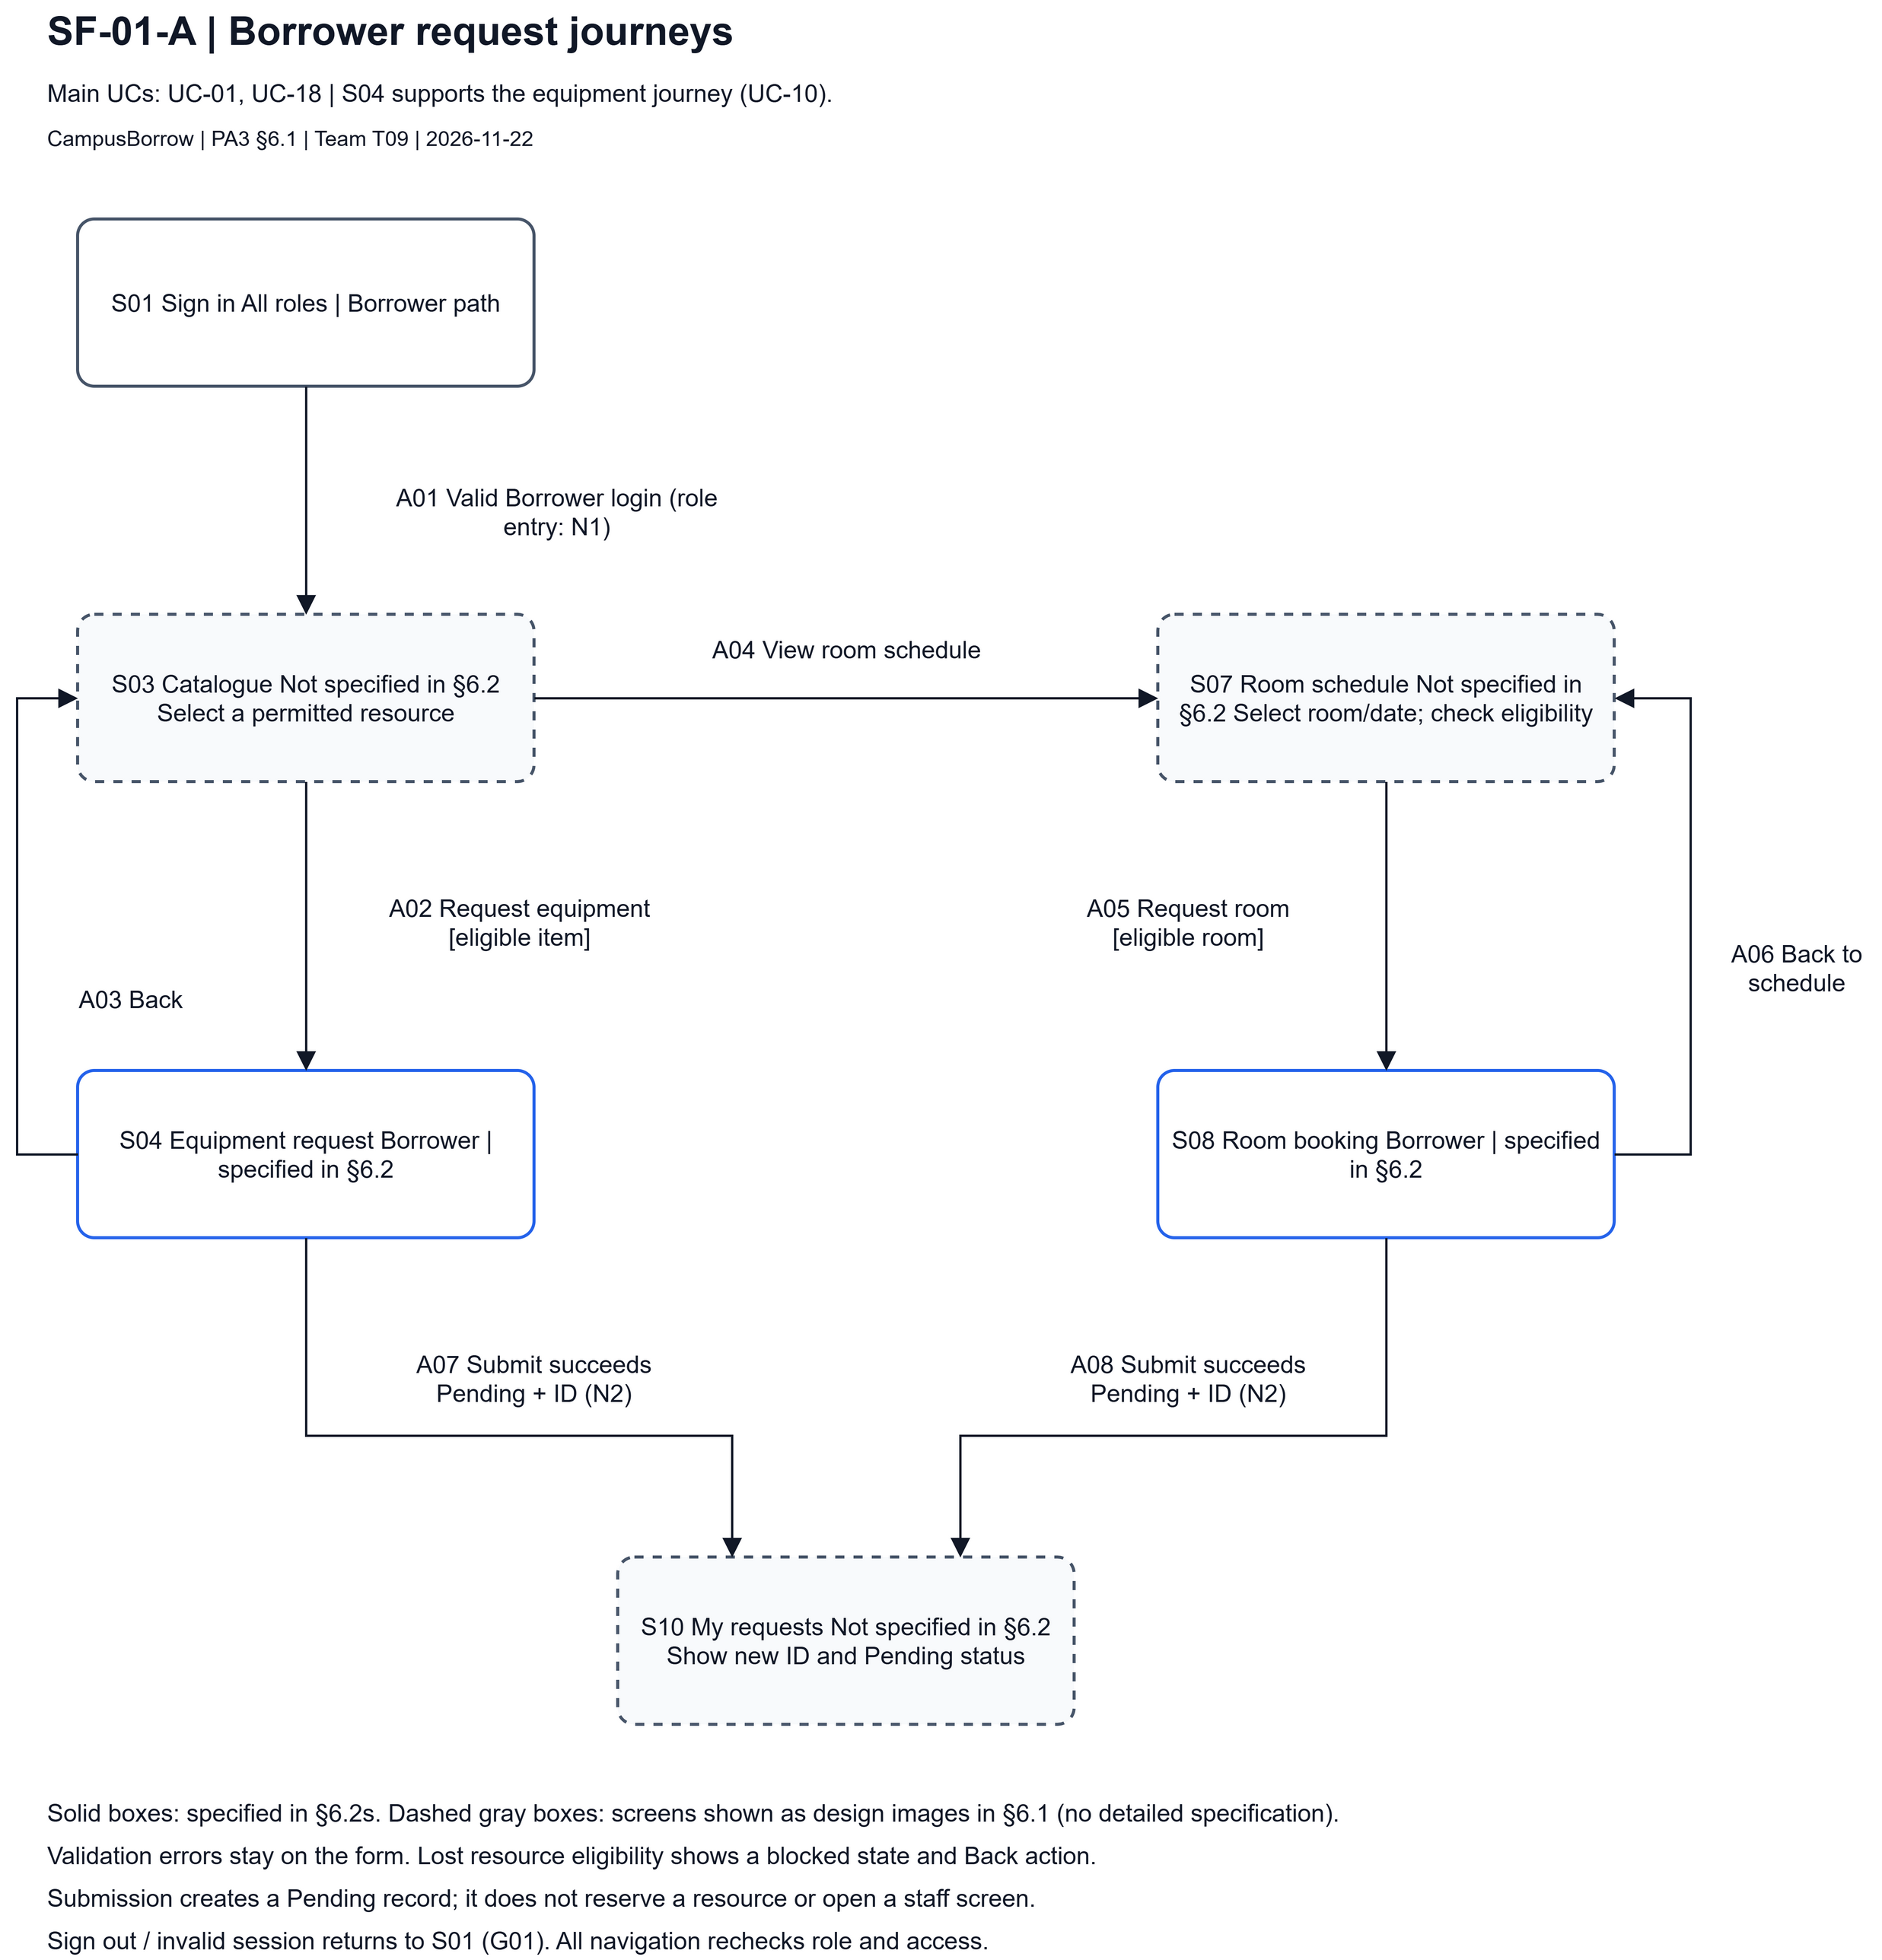 SF-01-A | Borrower request journeys
Main UCs: UC-01, UC-18 | S04 supports the equipment journey (UC-10).
CampusBorrow | PA3 §6.1 | Team T09 | 2026-11-22
S01 Sign in All roles | Borrower path
A01 Valid Borrower login (role
entry: N1)
S03 Catalogue Not specified in §6.2
Select a permitted resource
A04 View room schedule
S07 Room schedule Not specified in
§6.2 Select room/date; check eligibility
A02 Request equipment
[eligible item]
A05 Request room
[eligible room]
A03 Back
A06 Back to
schedule
S04 Equipment request Borrower |
specified in §6.2
S08 Room booking Borrower | specified
in §6.2
A07 Submit succeeds
Pending + ID (N2)
A08 Submit succeeds
Pending + ID (N2)
S10 My requests Not specified in §6.2
Show new ID and Pending status
Solid boxes: specified in §6.2s. Dashed gray boxes: screens shown as design images in §6.1 (no detailed specification).
Validation errors stay on the form. Lost resource eligibility shows a blocked state and Back action.
Submission creates a Pending record; it does not reserve a resource or open a staff screen.
Sign out / invalid session returns to S01 (G01). All navigation rechecks role and access.